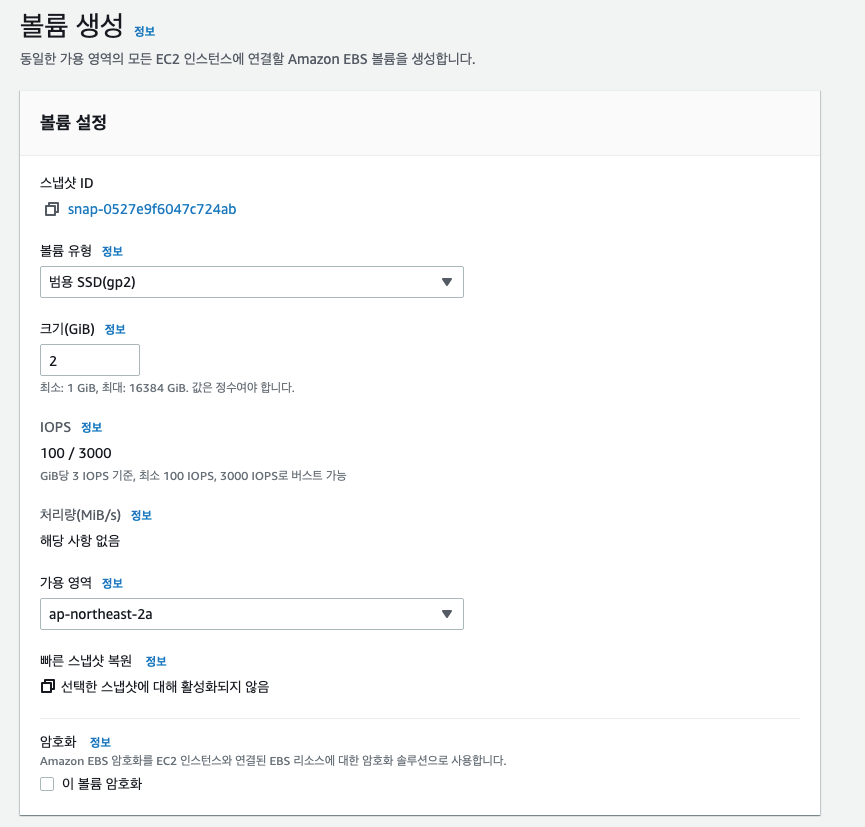 볼륨 생성 정보
동일한 가용 영역의 모든 EC2 인스턴스에 연결할 Amazon EBS 볼륨을 생성합니다.
볼륨 설정
스냅샷 ID
snap-0527e9f6047c724ab
볼륨 유형 정보
범용 SSD(gp2)
크기(GiB) 정보
2
최소: 1 GiB, 최대: 16384 GiB. 값은 정수여야 합니다.
IOPS 정보
100 / 3000
GiB당 3 IOPS 기준, 최소 100 IOPS, 3000 IOPS로 버스트 가능
처리량(MiB/s) 정보
해당 사항 없음
가용 영역 정보
ap-northeast-2a
빠른 스냅샷 복원 정보
선택한 스냅샷에 대해 활성화되지 않음
암호화 정보
Amazon EBS 암호화를 EC2 인스턴스와 연결된 EBS 리소스에 대한 암호화 솔루션으로 사용합니다.
이 볼륨 암호화